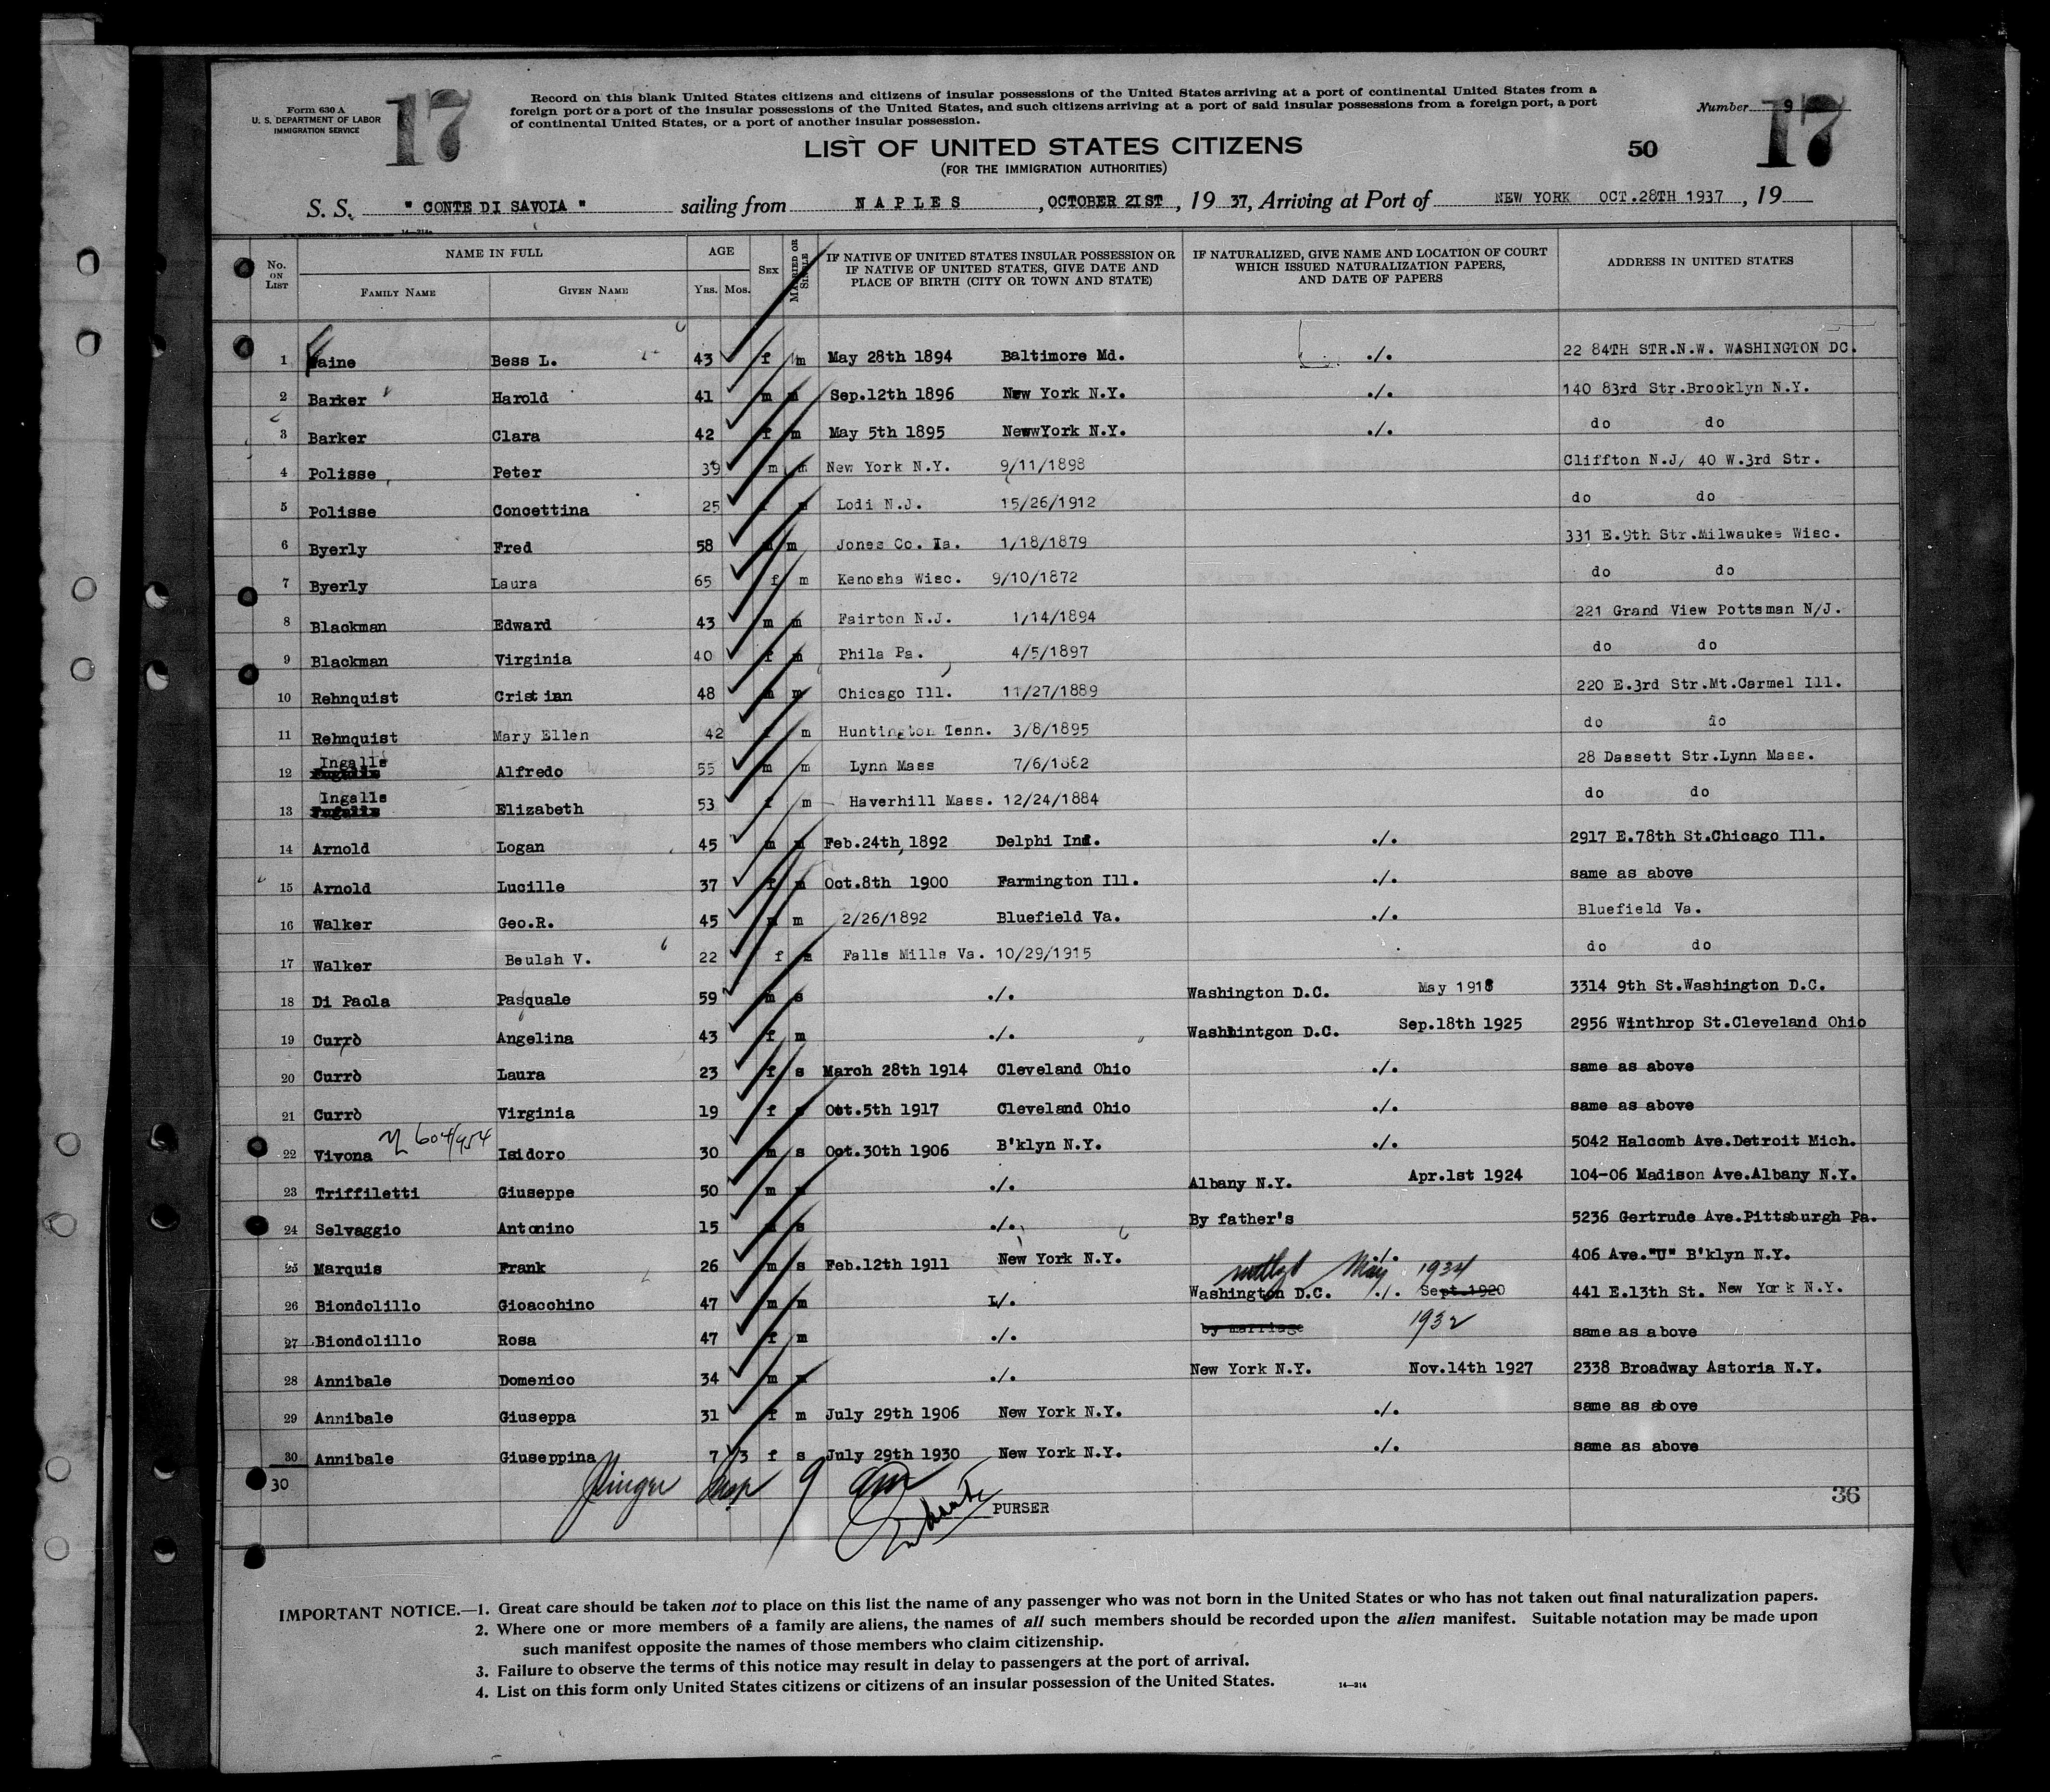 Form 630 A
U. S. DEPARTMENT OF LABOR
IMMIGRATION SERVICE
17
Record on this blank United States citizens and citizens of insular possessions of the United States arriving at a port of continental United States from a
foreign port or a port of the insular possessions of the United States, and such citizens arriving at a port of said insular possessions from a foreign port, a port
of continental United States, or a port of another insular possession.
Number 9
17
LIST OF UNITED STATES CITIZENS
(FOR THE IMMIGRATION AUTHORITIES)
50
S. S. " CONTE DI SAVOIA " sailing from NAPLES , OCTOBER 21ST , 19 37, Arriving at Port of NEW YORK OCT.28TH 1937 , 19
No. ON LIST NAME IN FULL FAMILY NAME GIVEN NAME AGE YRS. MOS. SEX MARRIED OR SINGLE IF NATIVE OF UNITED STATES INSULAR POSSESSION OR IF NATIVE OF UNITED STATES, GIVE DATE AND PLACE OF BIRTH (CITY OR TOWN AND STATE) IF NATURALIZED, GIVE NAME AND LOCATION OF COURT WHICH ISSUED NATURALIZATION PAPERS, AND DATE OF PAPERS ADDRESS IN UNITED STATES
1 aine Bess L. 43 f m May 28th 1894 Baltimore Md. ./. 22 84TH STR.N.W. WASHINGTON DC.
2 Barker Harold 41 m m Sep.12th 1896 New York N.Y. ./. 140 83rd Str.Brooklyn N.Y.
3 Barker Clara 42 f m May 5th 1895 NewwYork N.Y. ./. do do
4 Polisse Peter 39 m m New York N.Y. 9/11/1898 Cliffton N.J/ 40 W.3rd Str.
5 Polisse Concettina 25 f m Lodi N.J. 15/26/1912 do do
6 Byerly Fred 58 m m Jones Co. Ia. 1/18/1879 331 E.9th Str.Milwaukee Wisc.
7 Byerly Laura 65 f m Kenosha Wisc. 9/10/1872 do do
8 Blackman Edward 43 m m Fairton N.J. 1/14/1894 221 Grand View Pottsman N/J.
9 Blackman Virginia 40 f m Phila Pa. 4/5/1897 do do
10 Rehnquist Cristian 48 m m Chicago Ill. 11/27/1889 220 E.3rd Str.Mt.Carmel Ill.
11 Rehnquist Mary Ellen 42 f m Huntington Tenn. 3/8/1895 do do
12 Ingalls Alfredo 55 m m Lynn Mass 7/6/1882 28 Dassett Str.Lynn Mass.
13 Ingalls Elizabeth 53 f m Haverhill Mass. 12/24/1884 do do
14 Arnold Logan 45 m m Feb.24th,1892 Delphi Ind. ./. 2917 E.78th St.Chicago Ill.
15 Arnold Lucille 37 f m Oct.8th 1900 Farmington Ill. ./. same as above
16 Walker Geo.R. 45 m m 2/26/1892 Bluefield Va. ./. Bluefield Va.
17 Walker Beulah V. 22 f m Falls Mills Va. 10/29/1915 do do
18 Di Paola Pasquale 59 m s ./. Washington D.C. May 1918 3314 9th St.Washington D.C.
19 Currò Angelina 43 f m ./. Washhintgon D.C. Sep.18th 1925 2956 Winthrop St.Cleveland Ohio
20 Currò Laura 23 f s March 28th 1914 Cleveland Ohio ./. same as above
21 Currò Virginia 19 f s Oct.5th 1917 Cleveland Ohio ./. same as above
22 Vivona 604/954 Isidoro 30 m s Oct.30th 1906 B'klyn N.Y. ./. 5042 Halcomb Ave.Detroit Mich.
23 Triffiletti Giuseppe 50 m m ./. Albany N.Y. Apr.1st 1924 104-06 Madison Ave.Albany N.Y.
24 Selvaggio Antonino 15 m s ./. By father's 5236 Gertrude Ave.Pittsburgh Pa.
25 Marquis Frank 26 m s Feb.12th 1911 New York N.Y. ./. 406 Ave."U" B'klyn N.Y.
May 1934
26 Biondolillo Gioacchino 47 m m ./. Washington D.C. ./. Sept.1920 441 E.13th St. New York N.Y.
27 Biondolillo Rosa 47 f m ./. by marriage 1932 same as above
28 Annibale Domenico 34 m m ./. New York N.Y. Nov.14th 1927 2338 Broadway Astoria N.Y.
29 Annibale Giuseppa 31 f m July 29th 1906 New York N.Y. ./. same as above
30 Annibale Giuseppina 7 3 f s July 29th 1930 New York N.Y. ./. same as above
30
9 am
PURSER
36
IMPORTANT NOTICE.—1. Great care should be taken not to place on this list the name of any passenger who was not born in the United States or who has not taken out final naturalization papers.
2. Where one or more members of a family are aliens, the names of all such members should be recorded upon the alien manifest. Suitable notation may be made upon
such manifest opposite the names of those members who claim citizenship.
3. Failure to observe the terms of this notice may result in delay to passengers at the port of arrival.
4. List on this form only United States citizens or citizens of an insular possession of the United States.
14—214